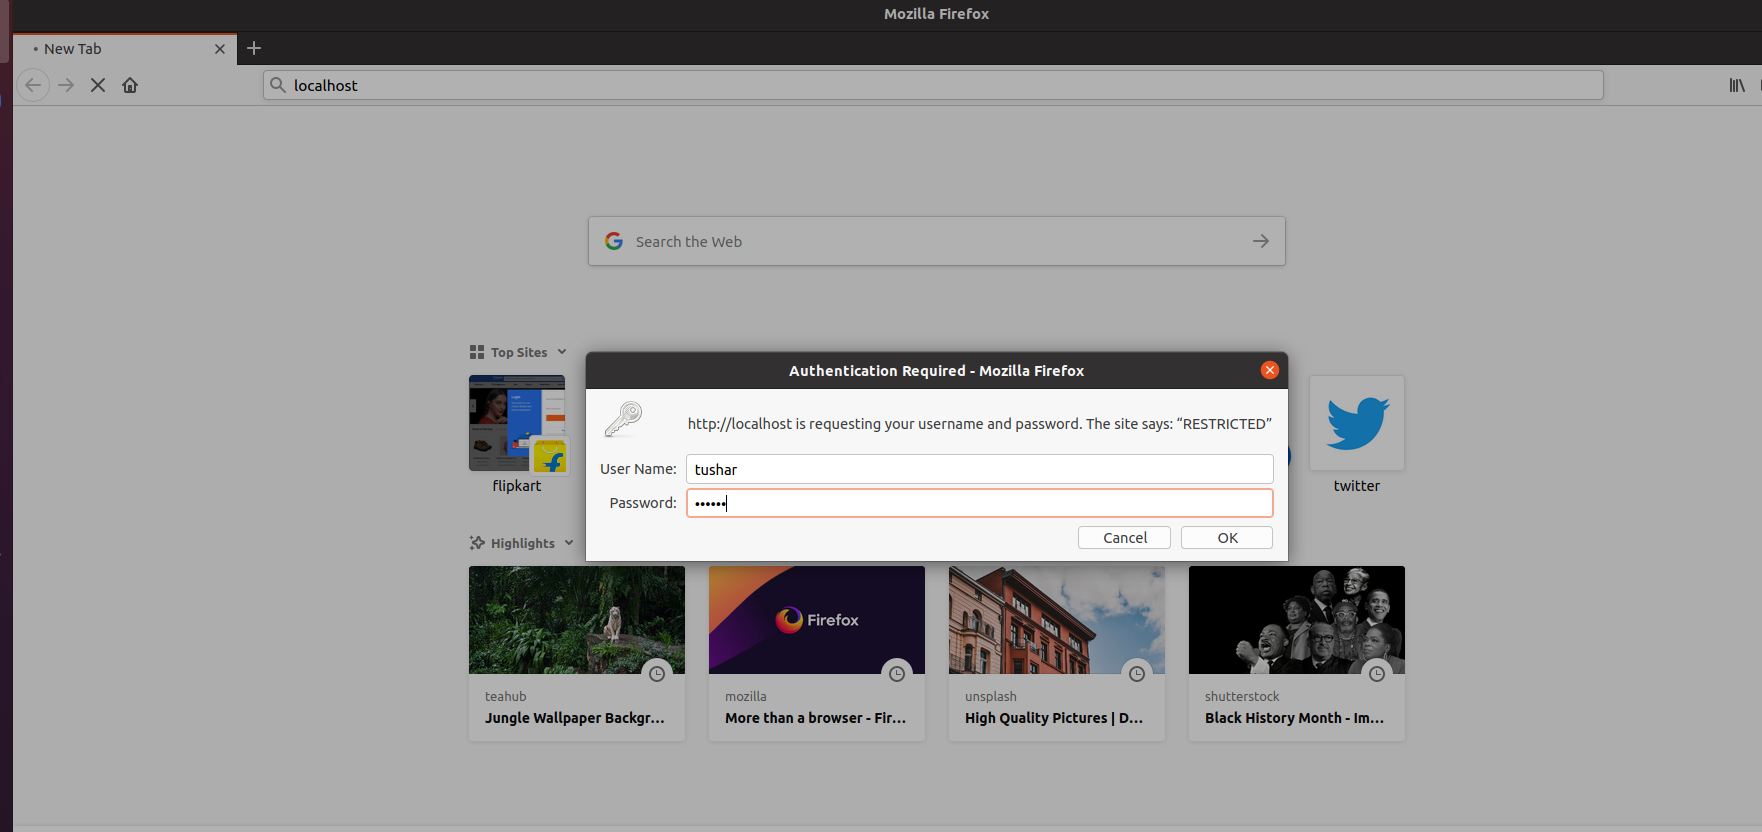 Mozilla Firefox
New Tab
localhost
Search the Web
Top Sites
Authentication Required - Mozilla Firefox
http://localhost is requesting your username and password. The site says: “RESTRICTED”
User Name: tushar
Password: ••••••
Cancel OK
flipkart
twitter
Highlights
Firefox
teahub
Jungle Wallpaper Backgr...
mozilla
More than a browser - Fir...
unsplash
High Quality Pictures | D...
shutterstock
Black History Month - Im...